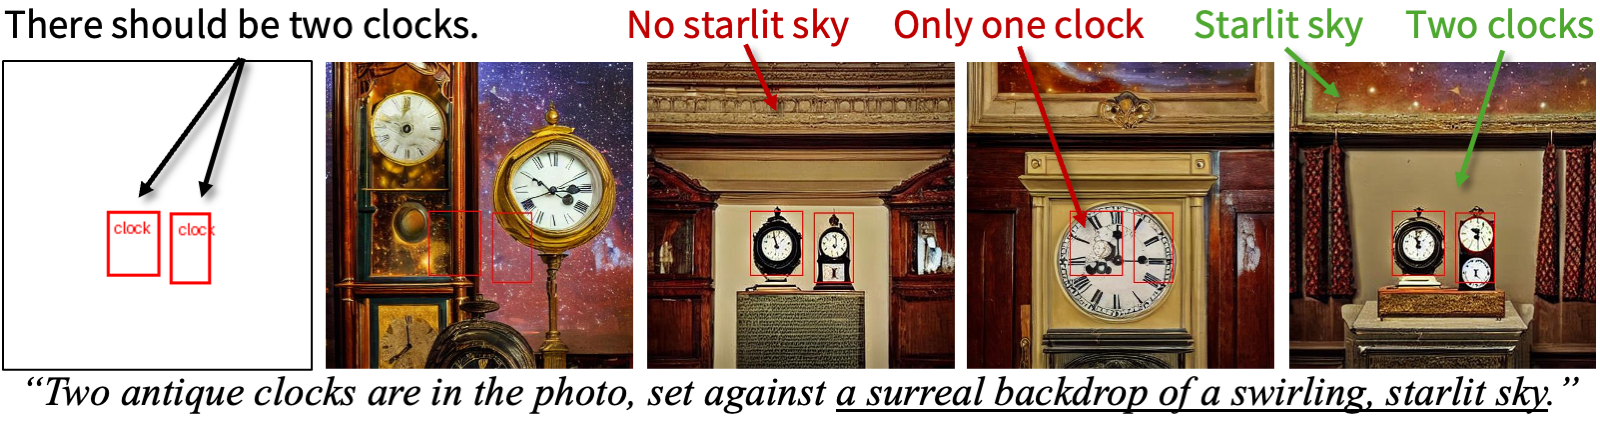 There should be two clocks.
No starlit sky
Only one clock
Starlit sky
Two clocks
clock
clock
“Two antique clocks are in the photo, set against a surreal backdrop of a swirling, starlit sky.”